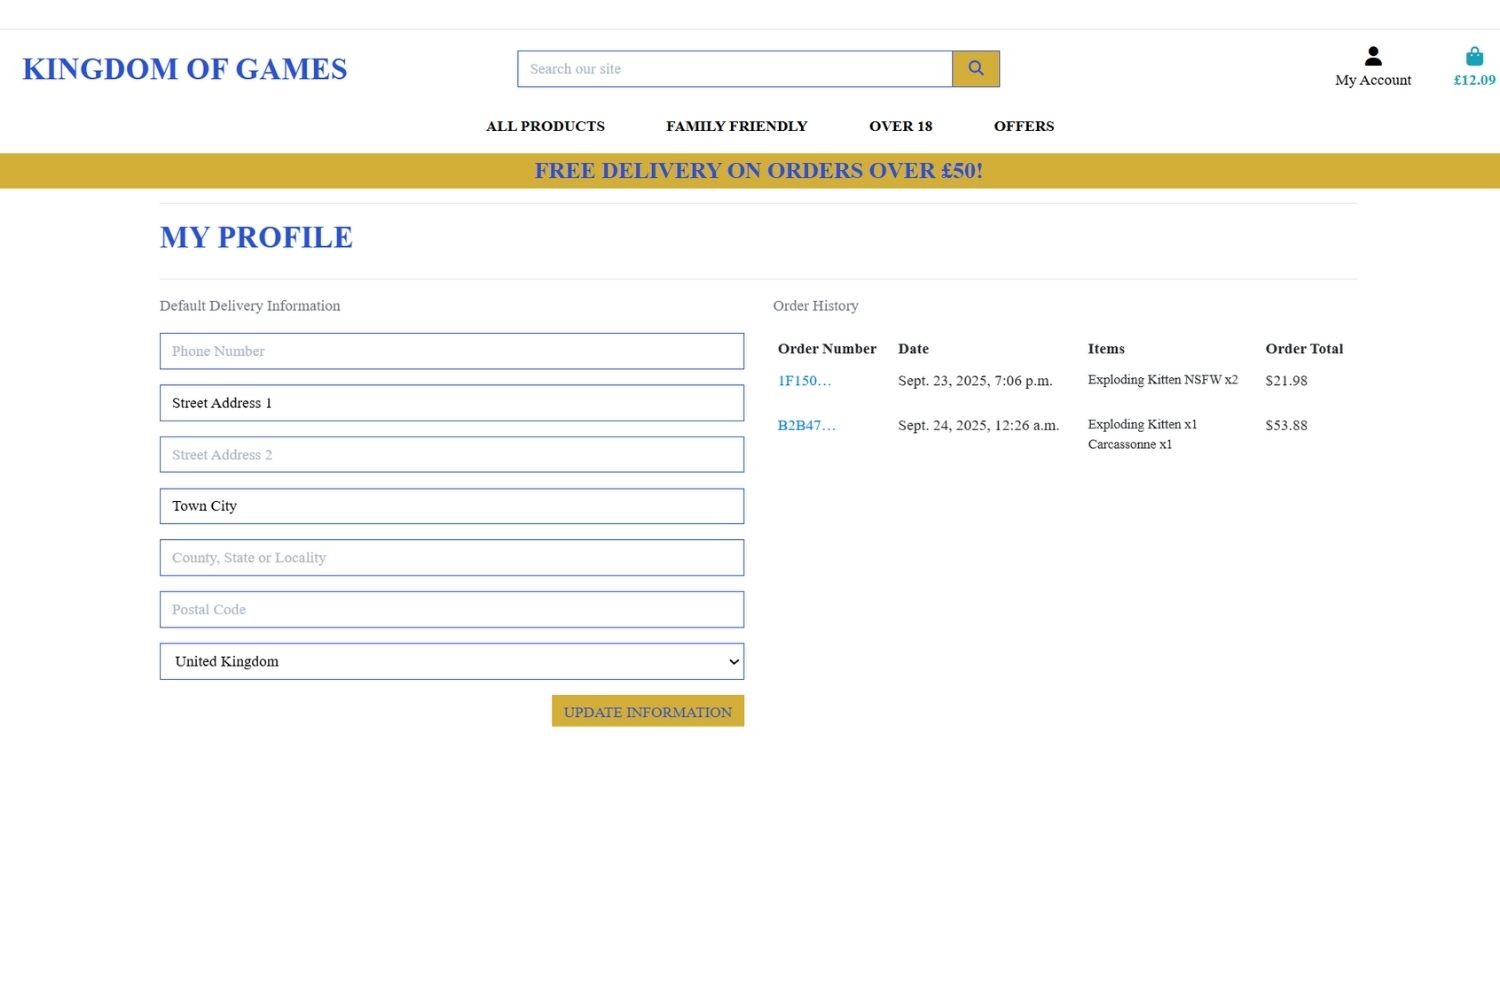 KINGDOM OF GAMES
Search our site
My Account
£12.09
ALL PRODUCTS FAMILY FRIENDLY OVER 18 OFFERS
FREE DELIVERY ON ORDERS OVER £50!
MY PROFILE
Default Delivery Information
Phone Number
Street Address 1
Street Address 2
Town City
County, State or Locality
Postal Code
United Kingdom
UPDATE INFORMATION
Order History
Order Number Date Items Order Total
1F150... Sept. 23, 2025, 7:06 p.m. Exploding Kitten NSFW x2 $21.98
B2B47... Sept. 24, 2025, 12:26 a.m. Exploding Kitten x1 $53.88
Carcassonne x1